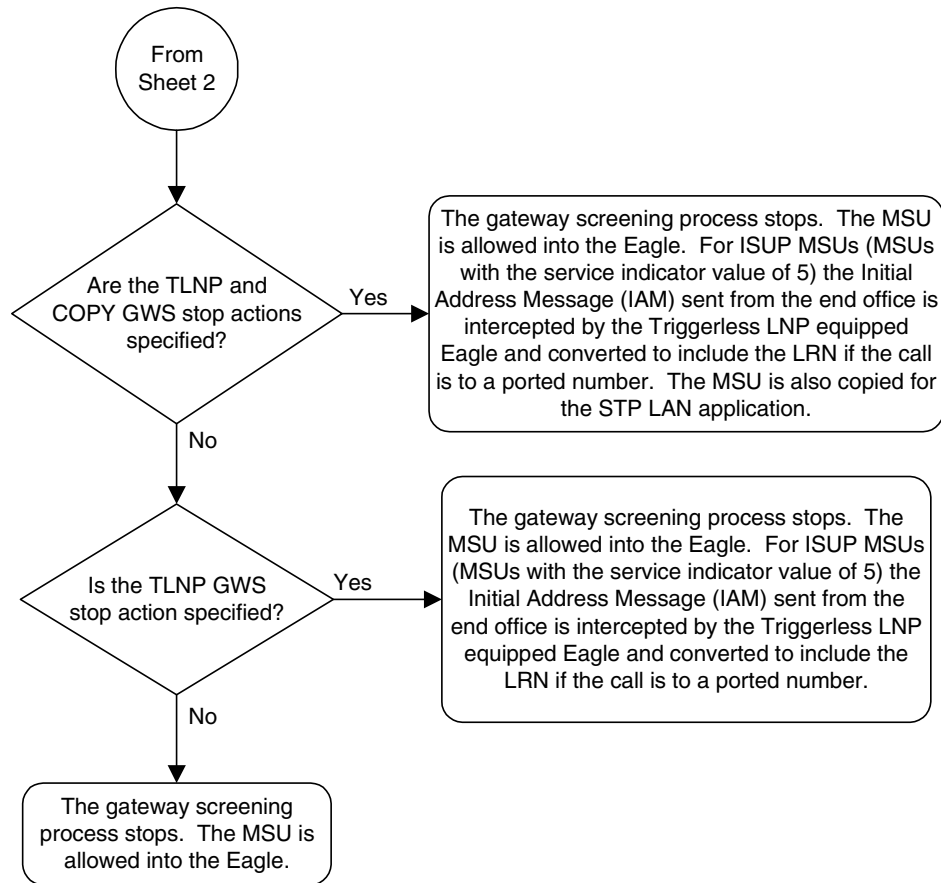 From
Sheet 2
Are the TLNP and
COPY GWS stop actions
specified?
Yes
The gateway screening process stops.  The MSU
is allowed into the Eagle.  For ISUP MSUs (MSUs
with the service indicator value of 5) the Initial
Address Message (IAM) sent from the end office is
intercepted by the Triggerless LNP equipped
Eagle and converted to include the LRN if the call
is to a ported number.  The MSU is also copied for
the STP LAN application.
No
Is the TLNP GWS
stop action specified?
Yes
The gateway screening process stops.  The
MSU is allowed into the Eagle.  For ISUP MSUs
(MSUs with the service indicator value of 5) the
Initial Address Message (IAM) sent from the
end office is intercepted by the Triggerless LNP
equipped Eagle and converted to include the
LRN if the call is to a ported number.
No
The gateway screening
process stops.  The MSU is
allowed into the Eagle.